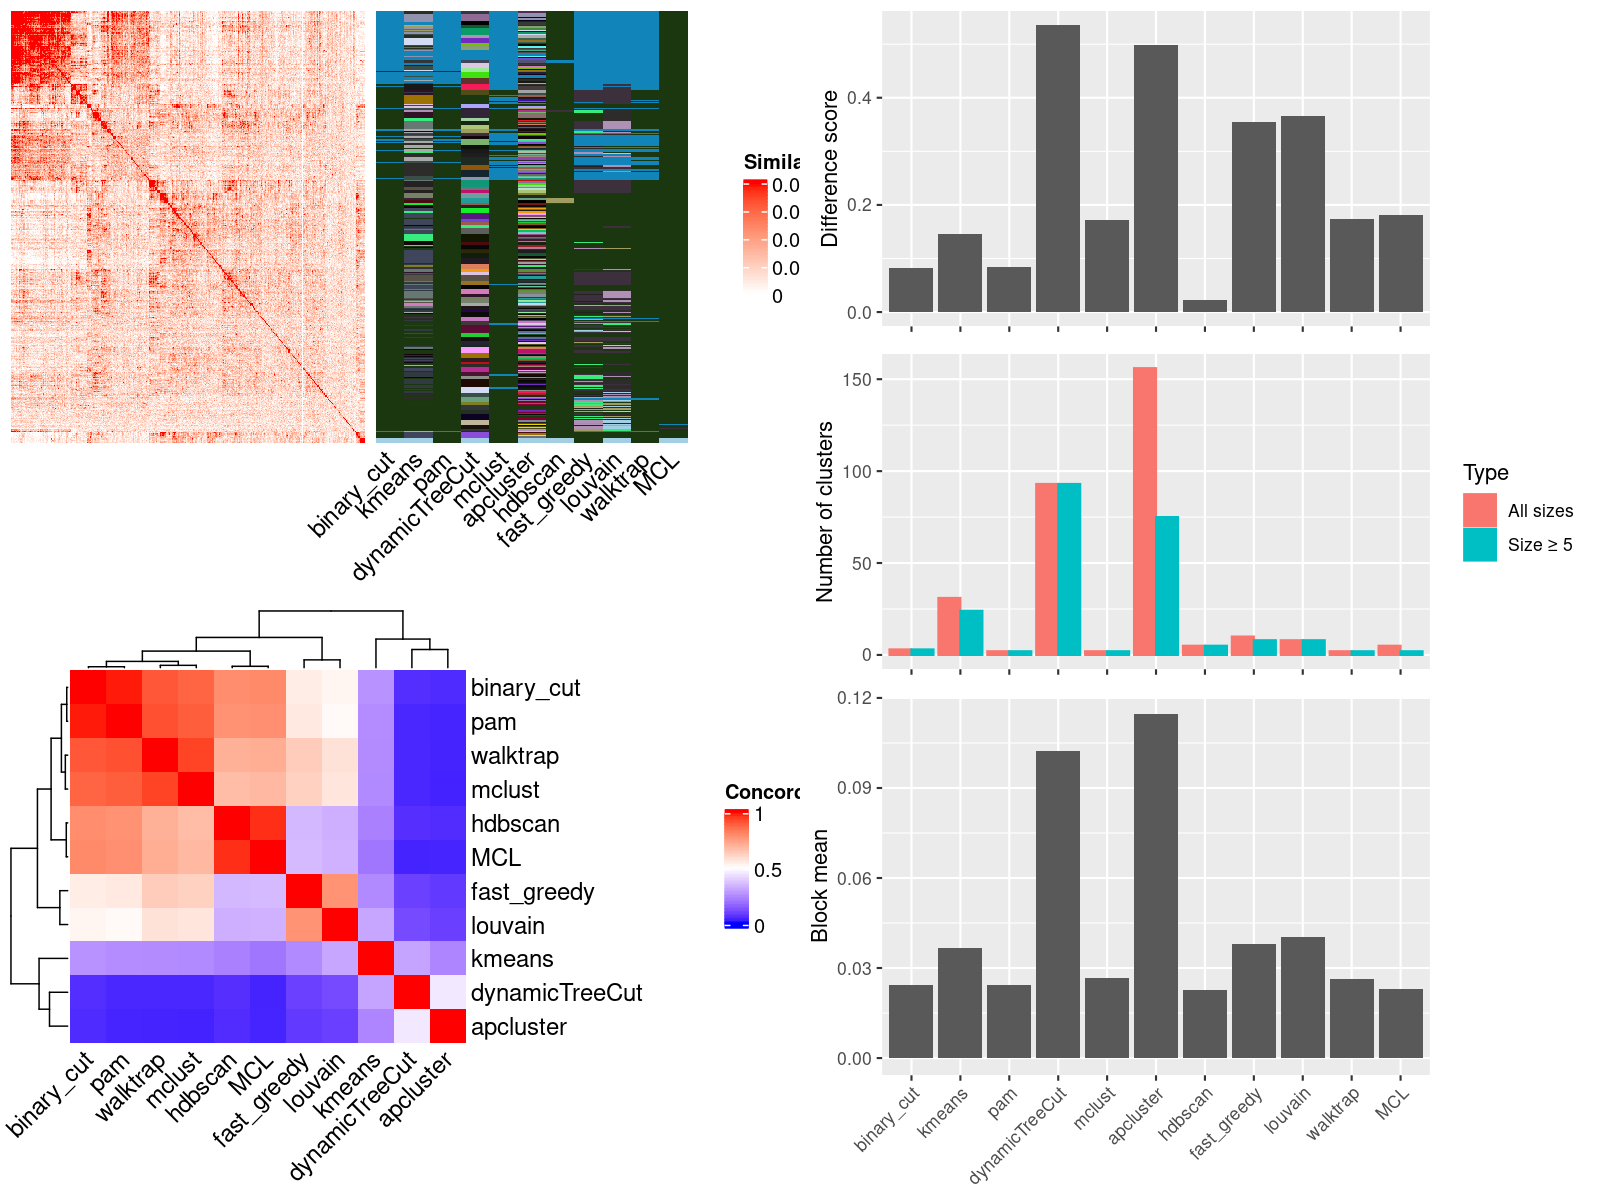 Simila
0.0
0.0
0.0
0.0
0
binary_cut
kmeans
pam
dynamicTreeCut
mclust
apcluster
hdbscan
fast_greedy
louvain
walktrap
MCL
Difference score
0.4
0.2
0.0
Number of clusters
150
100
50
0
Type
All sizes
Size ≥ 5
binary_cut
pam
walktrap
mclust
hdbscan
MCL
fast_greedy
louvain
kmeans
dynamicTreeCut
apcluster
binary_cut
pam
walktrap
mclust
hdbscan
MCL
fast_greedy
louvain
kmeans
dynamicTreeCut
apcluster
Concord
1
0.5
0
Block mean
0.12
0.09
0.06
0.03
0.00
binary_cut
kmeans
pam
dynamicTreeCut
mclust
apcluster
hdbscan
fast_greedy
louvain
walktrap
MCL